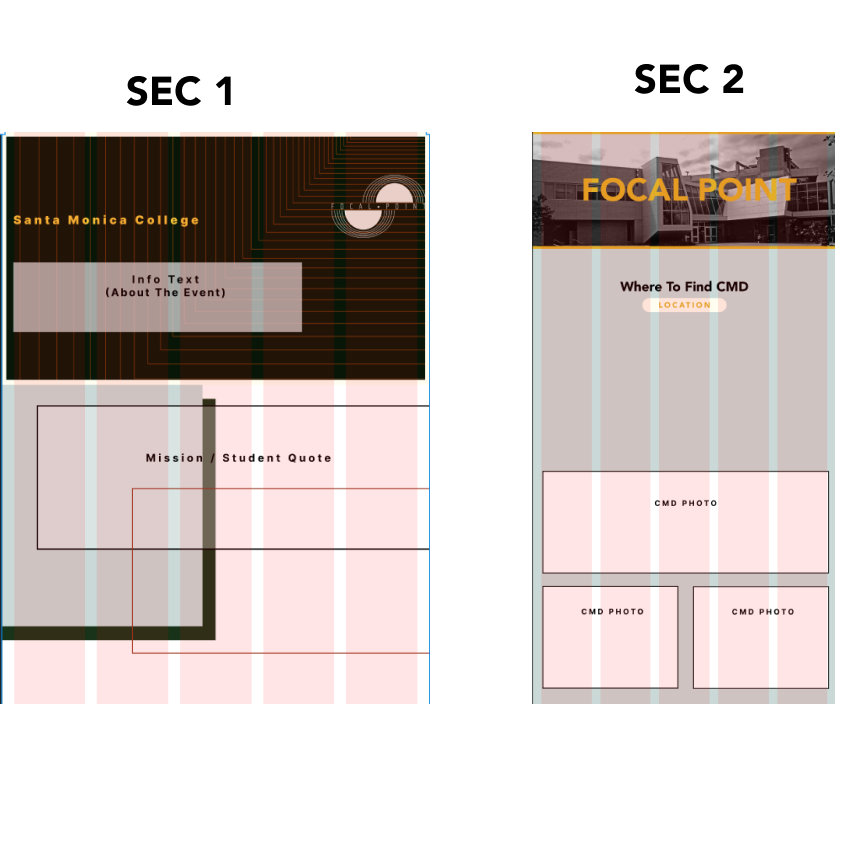 SEC 1
SEC 2
FOCAL POINT
Santa Monica College
Info Text
(About The Event)
Mission / Student Quote
FOCAL POINT
Where To Find CMD
LOCATION
CMD PHOTO
CMD PHOTO
CMD PHOTO